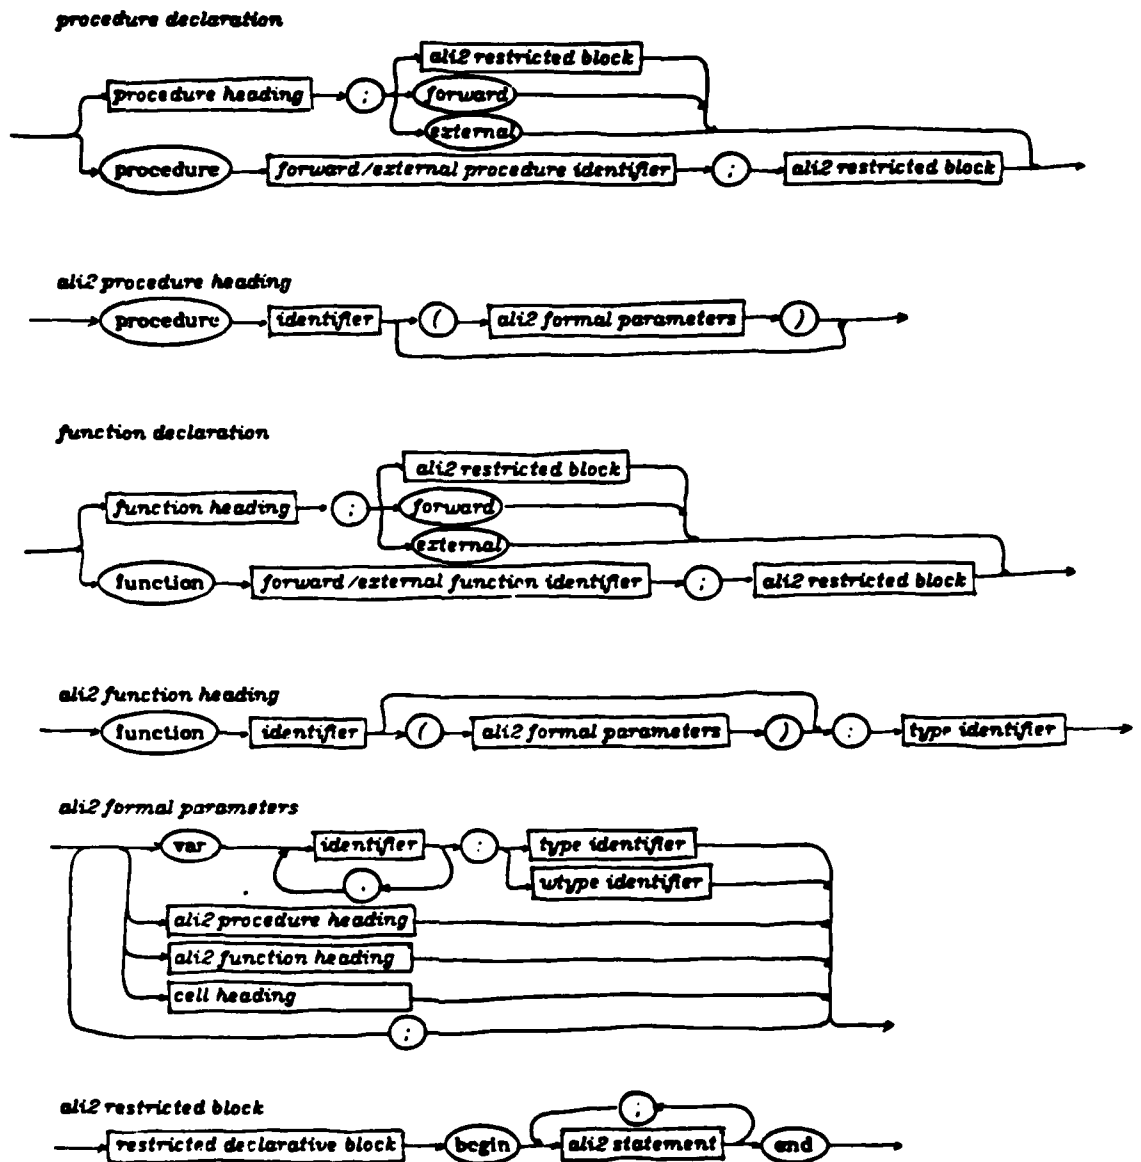 procedure declaration
ali2 restricted block
procedure heading ; forward
external
procedure forward/external procedure identifier ; ali2 restricted block
ali2 procedure heading
procedure identifier ( ali2 formal parameters )
function declaration
ali2 restricted block
function heading ; forward
external
function forward/external function identifier ; ali2 restricted block
ali2 function heading
function identifier ( ali2 formal parameters ) : type identifier
ali2 formal parameters
var identifier : type identifier
, wtype identifier
ali2 procedure heading
ali2 function heading
cell heading
;
ali2 restricted block
;
restricted declarative block begin ali2 statement end